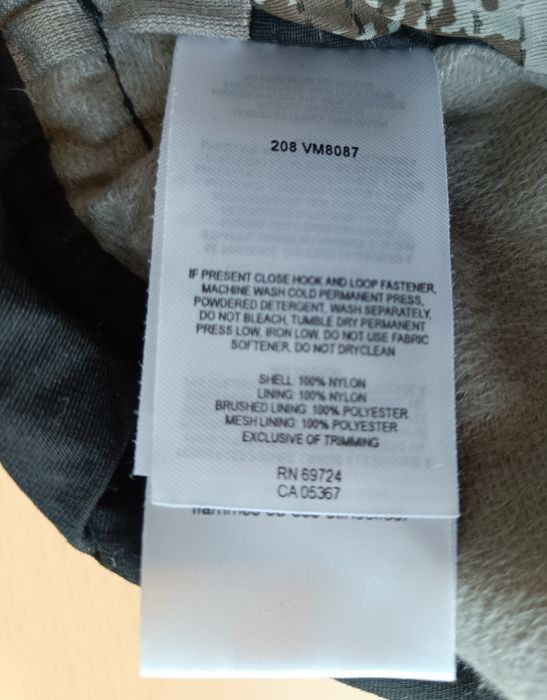 208 VM8087
IF PRESENT CLOSE HOOK AND LOOP FASTENER,
MACHINE WASH COLD PERMANENT PRESS,
POWDERED DETERGENT, WASH SEPARATELY,
DO NOT BLEACH, TUMBLE DRY PERMANENT
PRESS LOW, IRON LOW, DO NOT USE FABRIC
SOFTENER, DO NOT DRYCLEAN
SHELL: 100% NYLON
LINING: 100% NYLON
BRUSHED LINING: 100% POLYESTER
MESH LINING: 100% POLYESTER
EXCLUSIVE OF TRIMMING
RN 69724
CA 05367